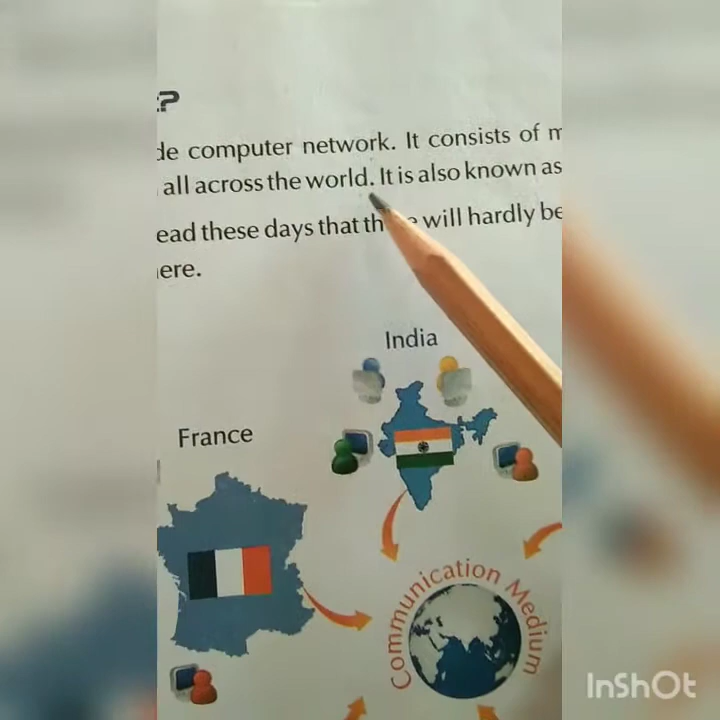 ?
de computer network. It consists of m
all across the world. It is also known as
ead these days that will hardly be
ere.
India
France
Communication Medium
InShOt